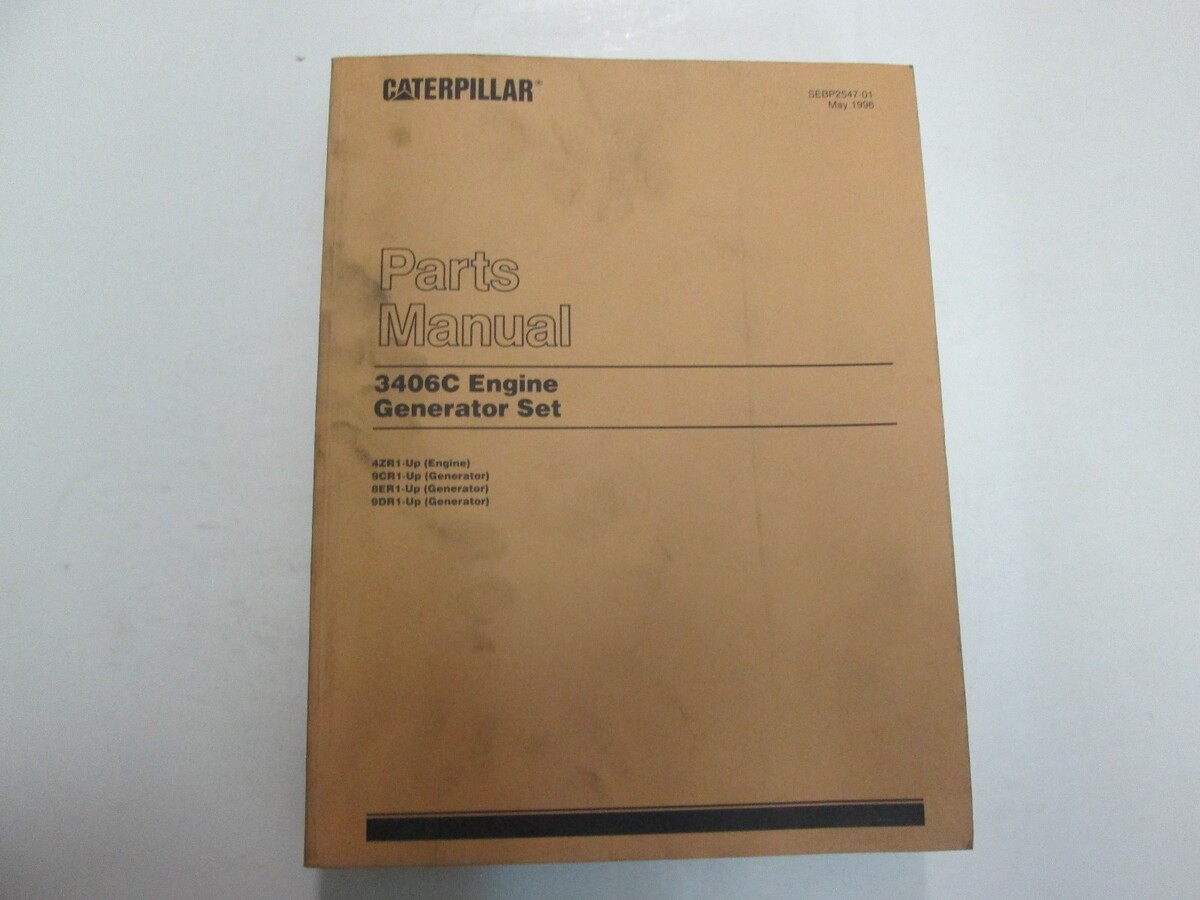 CATERPILLAR®
SEBP2547-01
May 1996
Parts
Manual
3406C Engine
Generator Set
4ZR1-Up (Engine)
9CR1-Up (Generator)
8ER1-Up (Generator)
9DR1-Up (Generator)